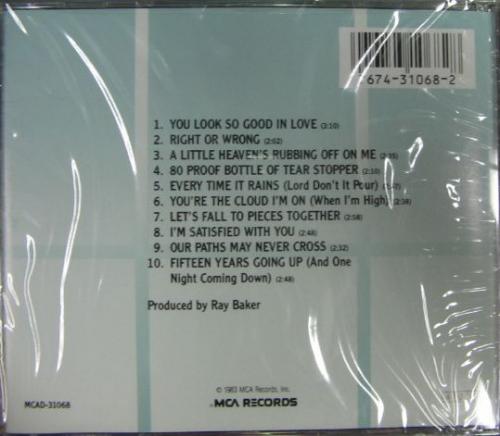 674-31068-2
1. YOU LOOK SO GOOD IN LOVE (3:10)
2. RIGHT OR WRONG (2:02)
3. A LITTLE HEAVEN'S RUBBING OFF ON ME
4. 80 PROOF BOTTLE OF TEAR STOPPER
5. EVERY TIME IT RAINS (Lord Don't It Pour)
6. YOU'RE THE CLOUD I'M ON (When I'm High)
7. LET'S FALL TO PIECES TOGETHER (2:58)
8. I'M SATISFIED WITH YOU (2:48)
9. OUR PATHS MAY NEVER CROSS (2:32)
10. FIFTEEN YEARS GOING UP (And One
Night Coming Down) (2:48)
Produced by Ray Baker
© 1983 MCA Records, Inc.
MCA RECORDS
MCAD-31068